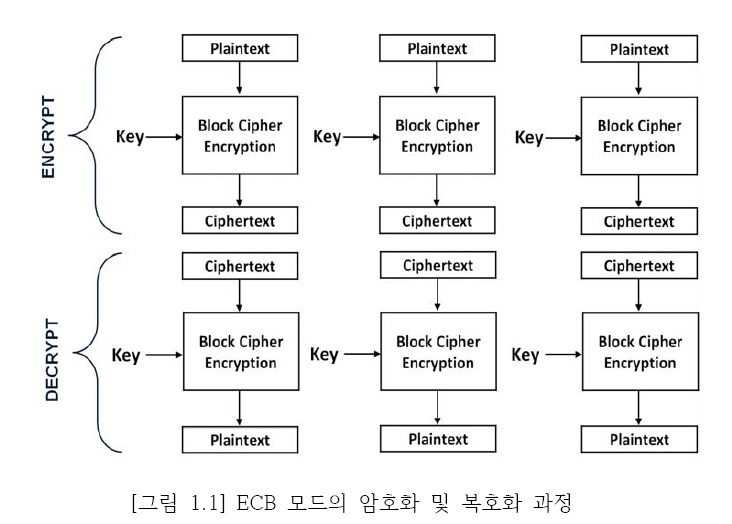 ENCRYPT
Plaintext Plaintext Plaintext
Key Block Cipher Encryption Key Block Cipher Encryption Key Block Cipher Encryption
Ciphertext Ciphertext Ciphertext
DECRYPT
Ciphertext Ciphertext Ciphertext
Key Block Cipher Encryption Key Block Cipher Encryption Key Block Cipher Encryption
Plaintext Plaintext Plaintext
[그림 1.1] ECB 모드의 암호화 및 복호화 과정